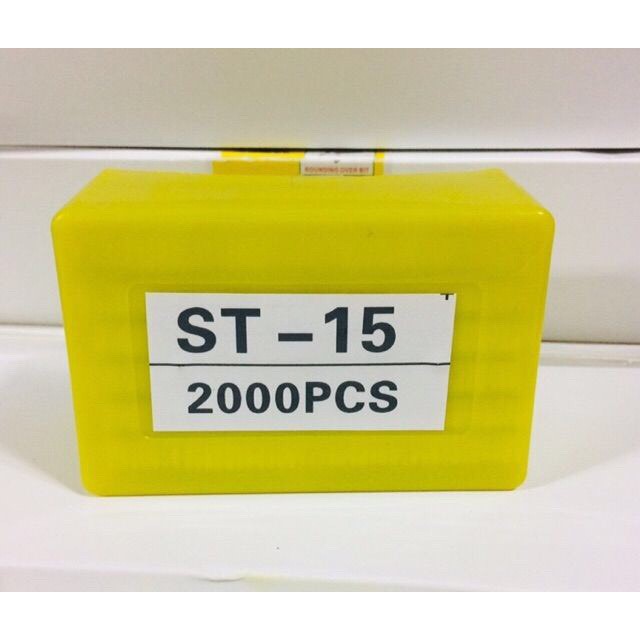 ROUNDING OVER BIT
ST-15
2000PCS